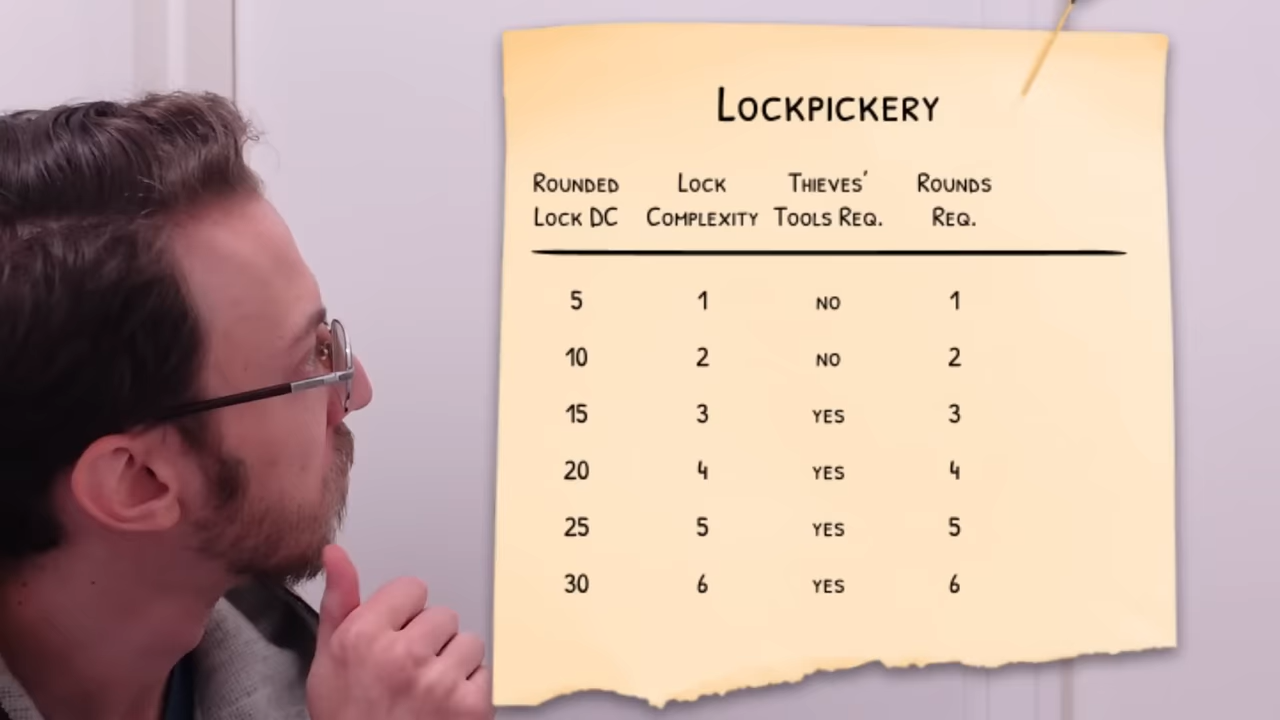 Lockpickery
Rounded Lock Thieves' Rounds
Lock DC Complexity Tools Req. Req.
5 1 no 1
10 2 no 2
15 3 yes 3
20 4 yes 4
25 5 yes 5
30 6 yes 6